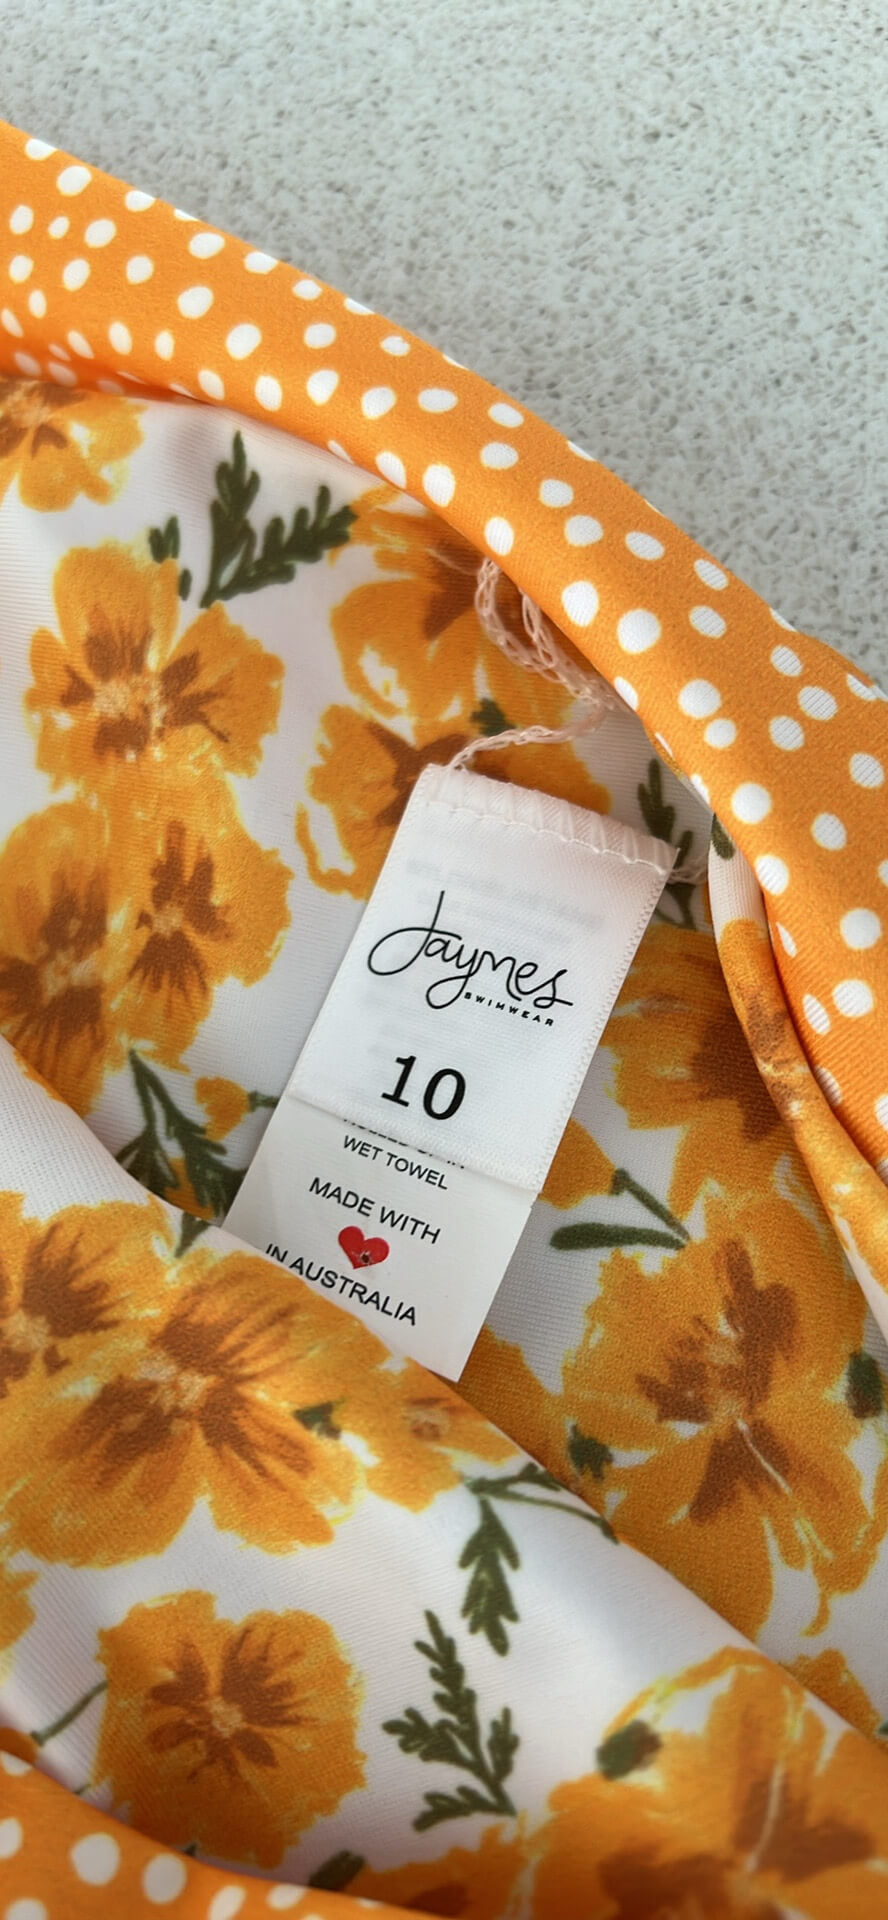 Jaymes
SWIMWEAR
10
WET TOWEL
MADE WITH
IN AUSTRALIA